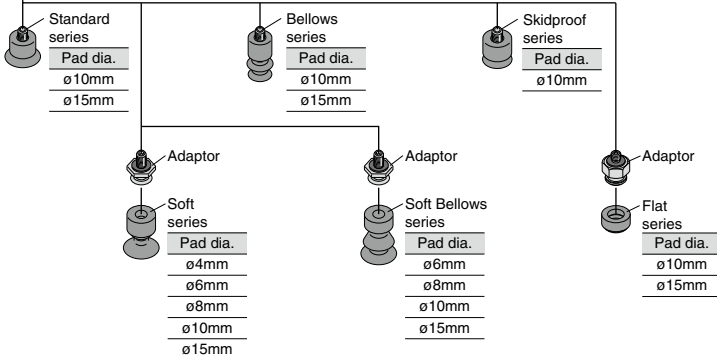 Standard
series
Pad dia.
ø10mm
ø15mm
Bellows
series
Pad dia.
ø10mm
ø15mm
Skidproof
series
Pad dia.
ø10mm
Adaptor
Soft
series
Pad dia.
ø4mm
ø6mm
ø8mm
ø10mm
ø15mm
Adaptor
Soft Bellows
series
Pad dia.
ø6mm
ø8mm
ø10mm
ø15mm
Adaptor
Flat
series
Pad dia.
ø10mm
ø15mm